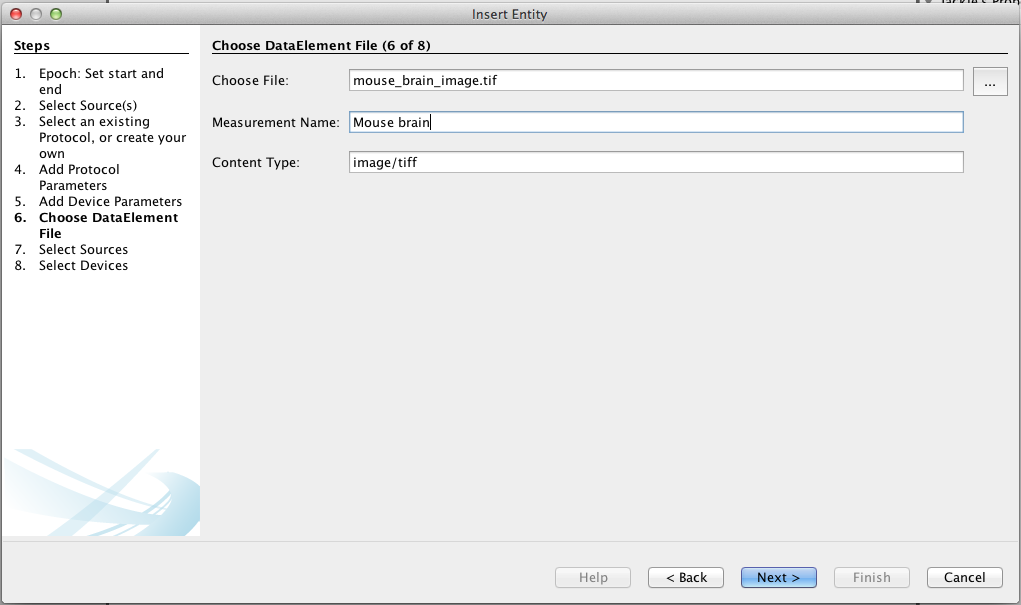 Insert Entity
Steps
1. Epoch: Set start and
end
2. Select Source(s)
3. Select an existing
Protocol, or create your
own
4. Add Protocol
Parameters
5. Add Device Parameters
6. Choose DataElement
File
7. Select Sources
8. Select Devices
Choose DataElement File (6 of 8)
Choose File: mouse_brain_image.tif ...
Measurement Name: Mouse brain
Content Type: image/tiff
Help < Back Next > Finish Cancel